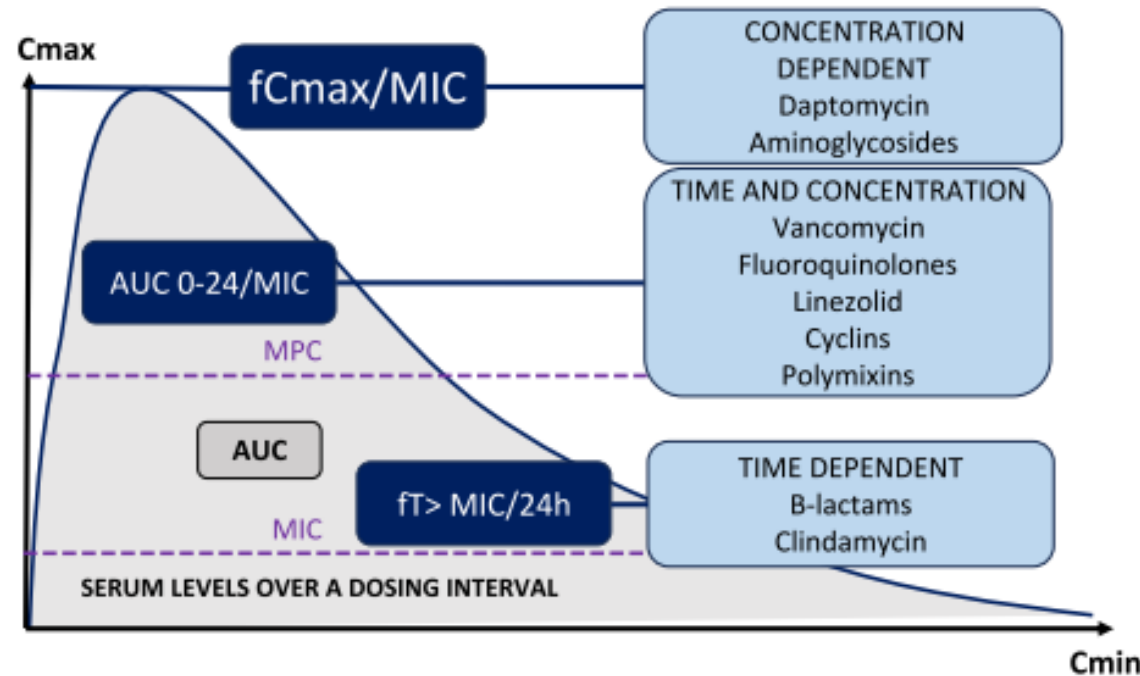 Cmax
fCmax/MIC
CONCENTRATION
DEPENDENT
Daptomycin
Aminoglycosides
AUC 0-24/MIC
TIME AND CONCENTRATION
Vancomycin
Fluoroquinolones
Linezolid
Cyclins
Polymixins
MPC
AUC
fT> MIC/24h
TIME DEPENDENT
B-lactams
Clindamycin
MIC
SERUM LEVELS OVER A DOSING INTERVAL
Cmin